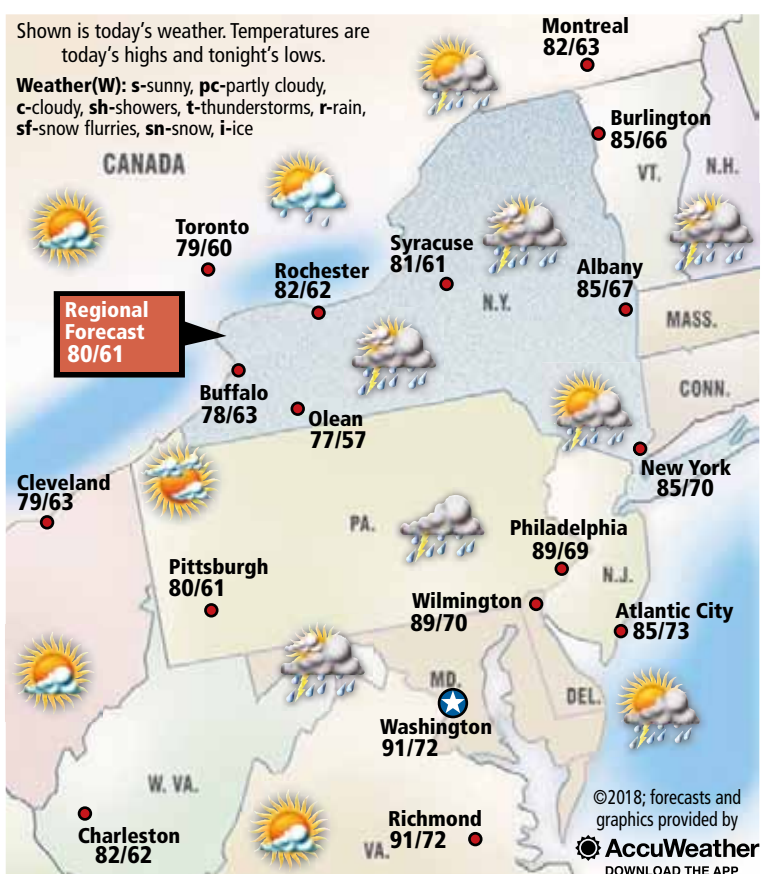 Shown is today's weather. Temperatures are
today's highs and tonight's lows.
Weather(W): s-sunny, pc-partly cloudy,
c-cloudy, sh-showers, t-thunderstorms, r-rain,
sf-snow flurries, sn-snow, i-ice
Montreal
82/63
Burlington
85/66
CANADA
VT.
N.H.
Toronto
79/60
Syracuse
81/61
Rochester
82/62
Albany
85/67
N.Y.
Regional
Forecast
80/61
MASS.
CONN.
Buffalo
78/63
Olean
77/57
New York
85/70
Cleveland
79/63
PA.
Philadelphia
89/69
Pittsburgh
80/61
N.J.
Wilmington
89/70
Atlantic City
85/73
MD.
DEL.
Washington
91/72
W. VA.
Charleston
82/62
Richmond
91/72
VA.
©2018; forecasts and
graphics provided by
AccuWeather
DOWNLOAD THE APP